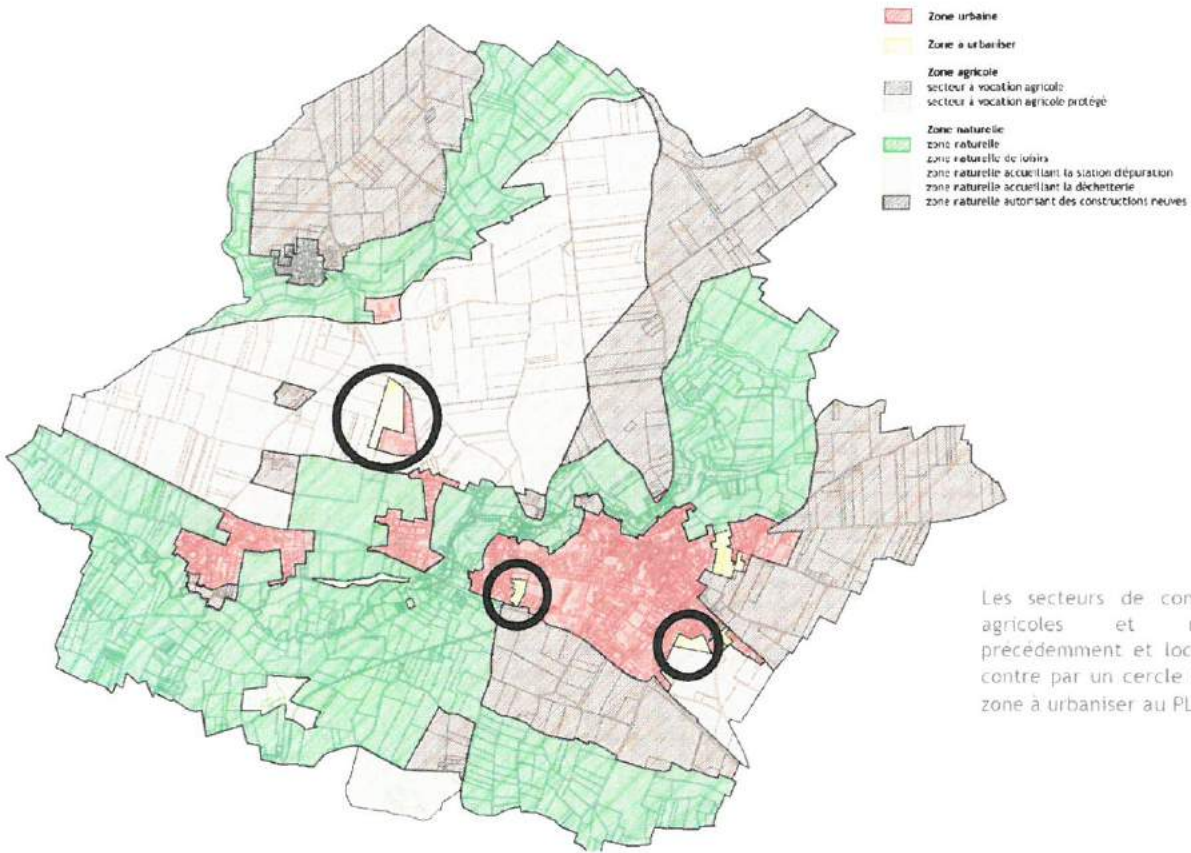 Zone urbaine
Zone à urbaniser
Zone agricole
secteur à vocation agricole
secteur à vocation agricole protégé
Zone naturelle
zone naturelle
zone naturelle de loisirs
zone naturelle accueillant la station d'épuration
zone naturelle accueillant la déchetterie
zone naturelle autorisant des constructions neuves
Les secteurs de con
agricoles et
précédemment et loc
contre par un cercle
zone à urbaniser au PL